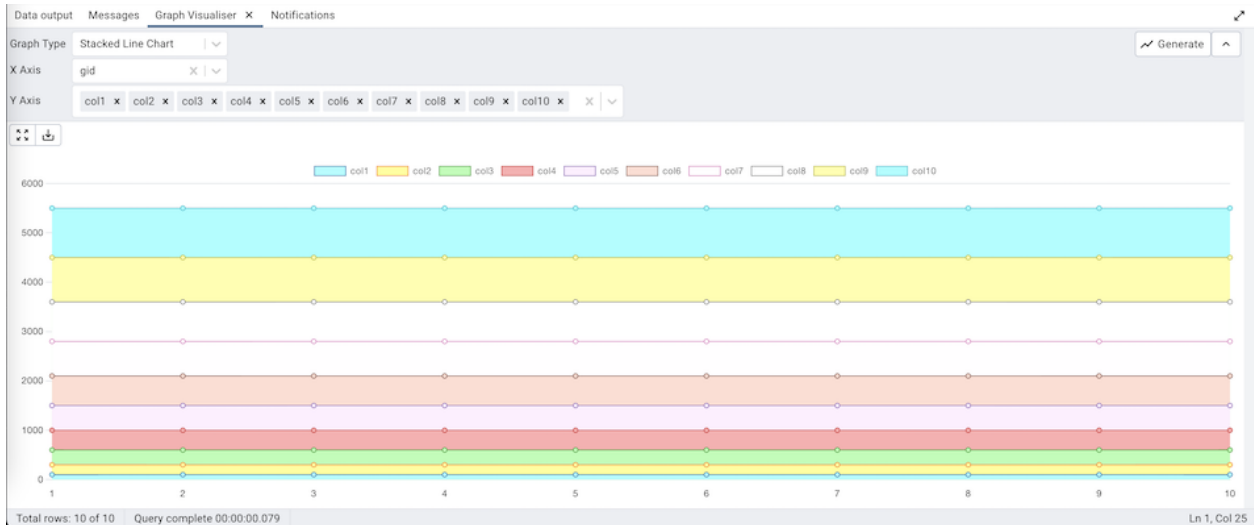 Data output Messages Graph Visualiser × Notifications
Graph Type Stacked Line Chart Generate
X Axis gid ×
Y Axis col1 × col2 × col3 × col4 × col5 × col6 × col7 × col8 × col9 × col10 × ×
col1 col2 col3 col4 col5 col6 col7 col8 col9 col10
6000
5000
4000
3000
2000
1000
0
1 2 3 4 5 6 7 8 9 10
Total rows: 10 of 10 Query complete 00:00:00.079 Ln 1, Col 25